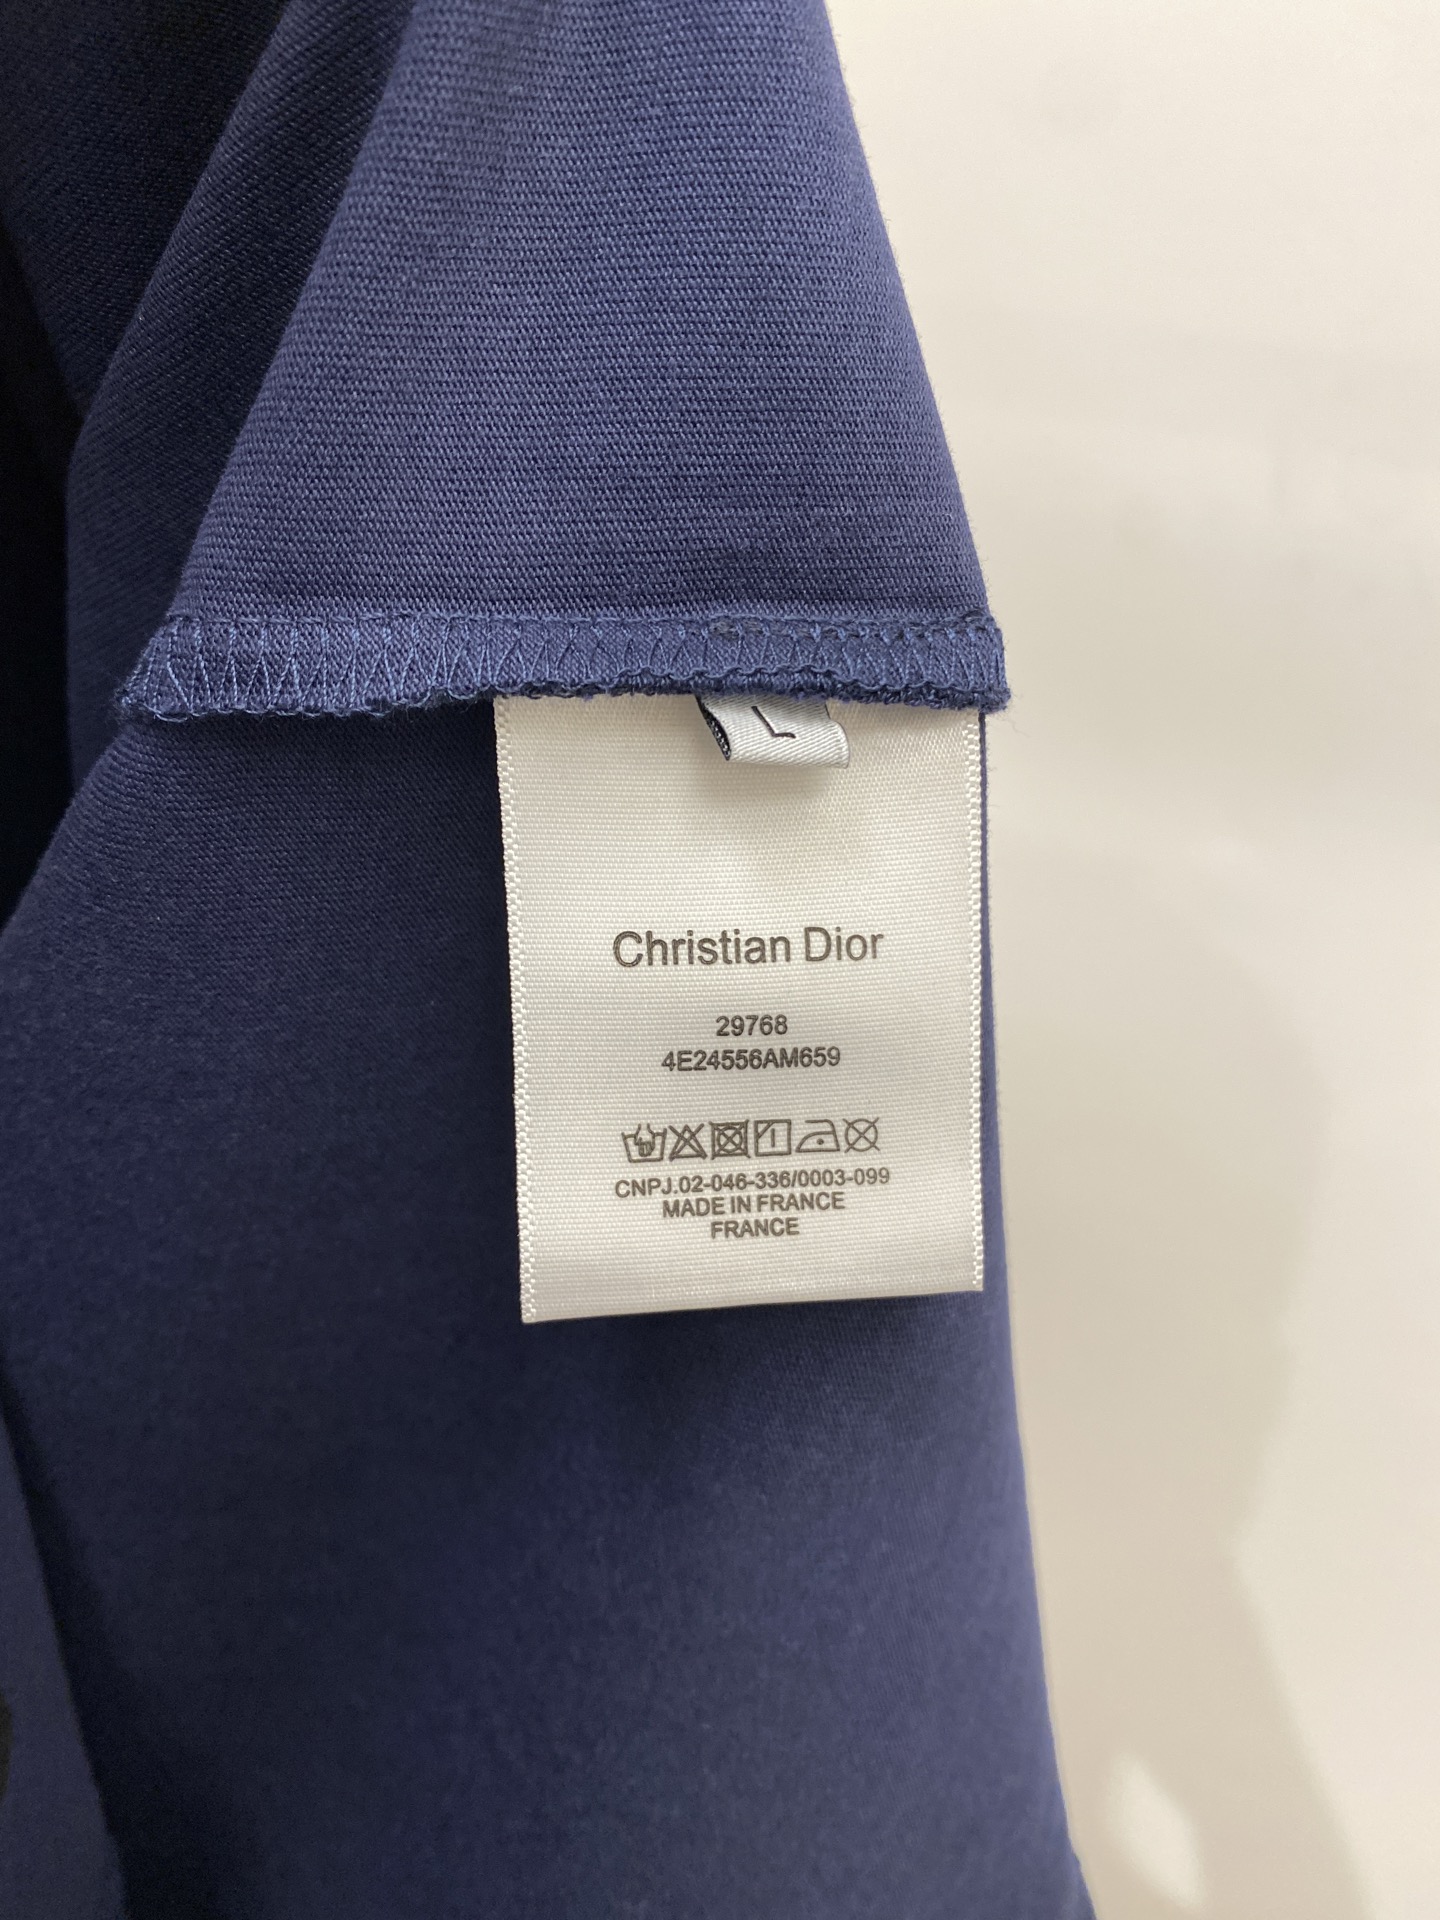 L
Christian Dior
29768
4E24556AM659
CNPJ.02-046-336/0003-099
MADE IN FRANCE
FRANCE